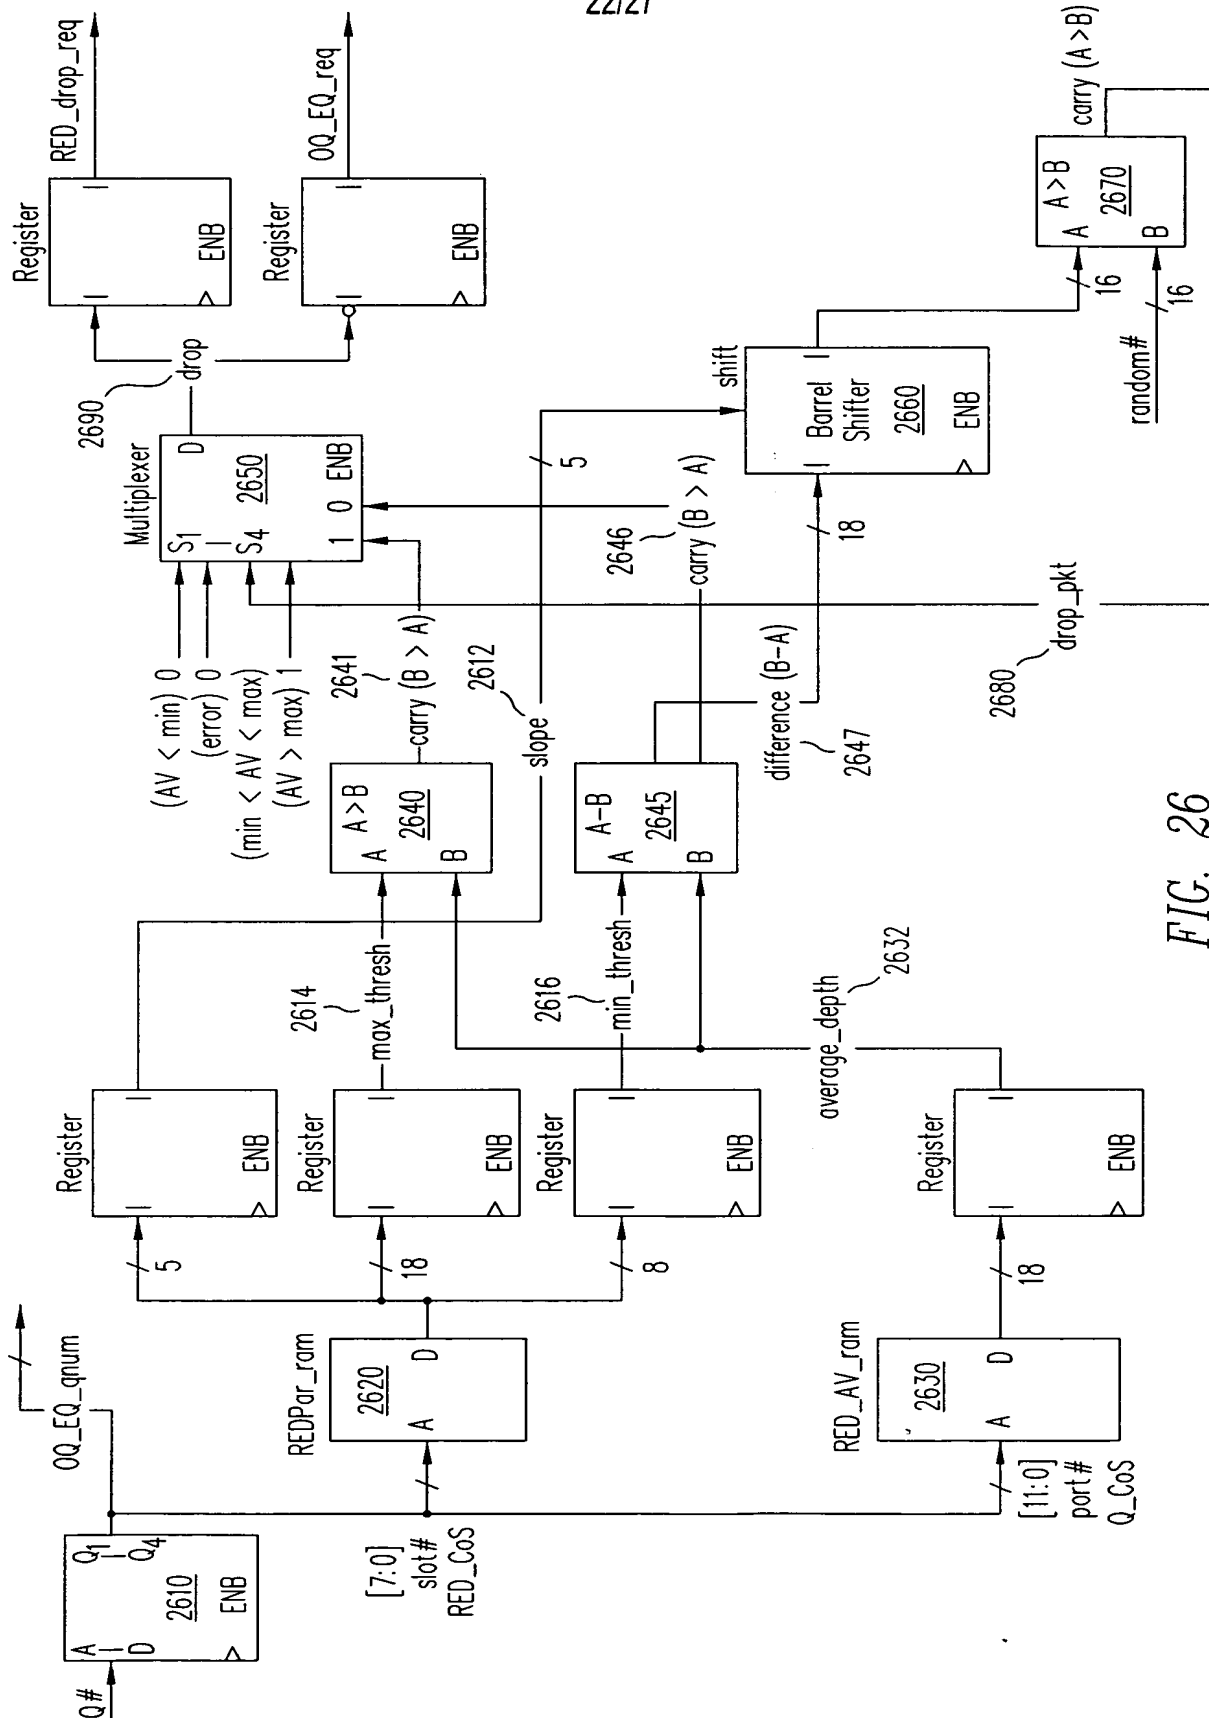 22/27
Q#
A
D
Q1
Q4
2610
ENB
OQ_EQ_qnum
[7:0]
slot#
RED_CoS
REDPar_ram
A
2620
D
5
18
8
Register
ENB
Register
ENB
Register
ENB
[11:0]
port#
Q_CoS
RED_AV_ram
A
2630
D
18
Register
ENB
average_depth
2632
2614
max_thresh
2616
min_thresh
A
A>B
2640
B
A
A-B
2645
B
slope
2612
carry (B > A)
2641
difference (B-A)
2647
carry (B > A)
2646
(AV < min) 0
(error) 0
(min < AV < max)
(AV > max) 1
Multiplexer
S1
S4
D
2650
1 0 ENB
5
18
2690
drop
Register
ENB
RED_drop_req
Register
ENB
OQ_EQ_req
shift
Barrel
Shifter
2660
ENB
2680
drop_pkt
16
random#
16
A
A>B
2670
B
carry (A >B)
FIG. 26